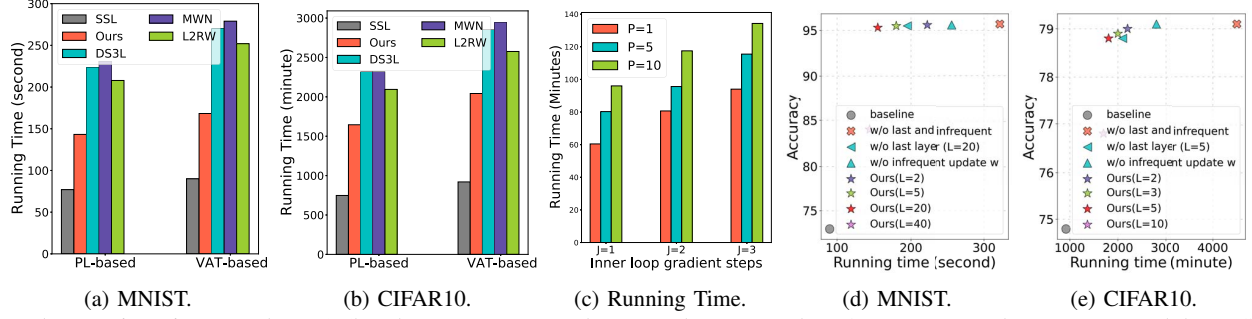 SSL
Ours
DS3L
MWN
L2RW
Running Time (second)
300
250
200
150
100
50
0
PL-based
VAT-based
(a) MNIST.
SSL
Ours
DS3L
MWN
L2RW
Running Time (minute)
3000
2500
2000
1500
1000
500
0
PL-based
VAT-based
(b) CIFAR10.
P=1
P=5
P=10
Running Time (Minutes)
140
120
100
80
60
40
20
0
J=1
J=2
J=3
Inner loop gradient steps
(c) Running Time.
Accuracy
95
90
85
80
75
baseline
w/o last and infrequent
w/o last layer (L=20)
w/o infrequent update w
Ours(L=2)
Ours(L=5)
Ours(L=20)
Ours(L=40)
100
200
300
Running time (second)
(d) MNIST.
Accuracy
79
78
77
76
75
baseline
w/o last and infrequent
w/o last layer (L=5)
w/o infrequent update w
Ours(L=2)
Ours(L=3)
Ours(L=5)
Ours(L=10)
1000
2000
3000
4000
Running time (minute)
(e) CIFAR10.